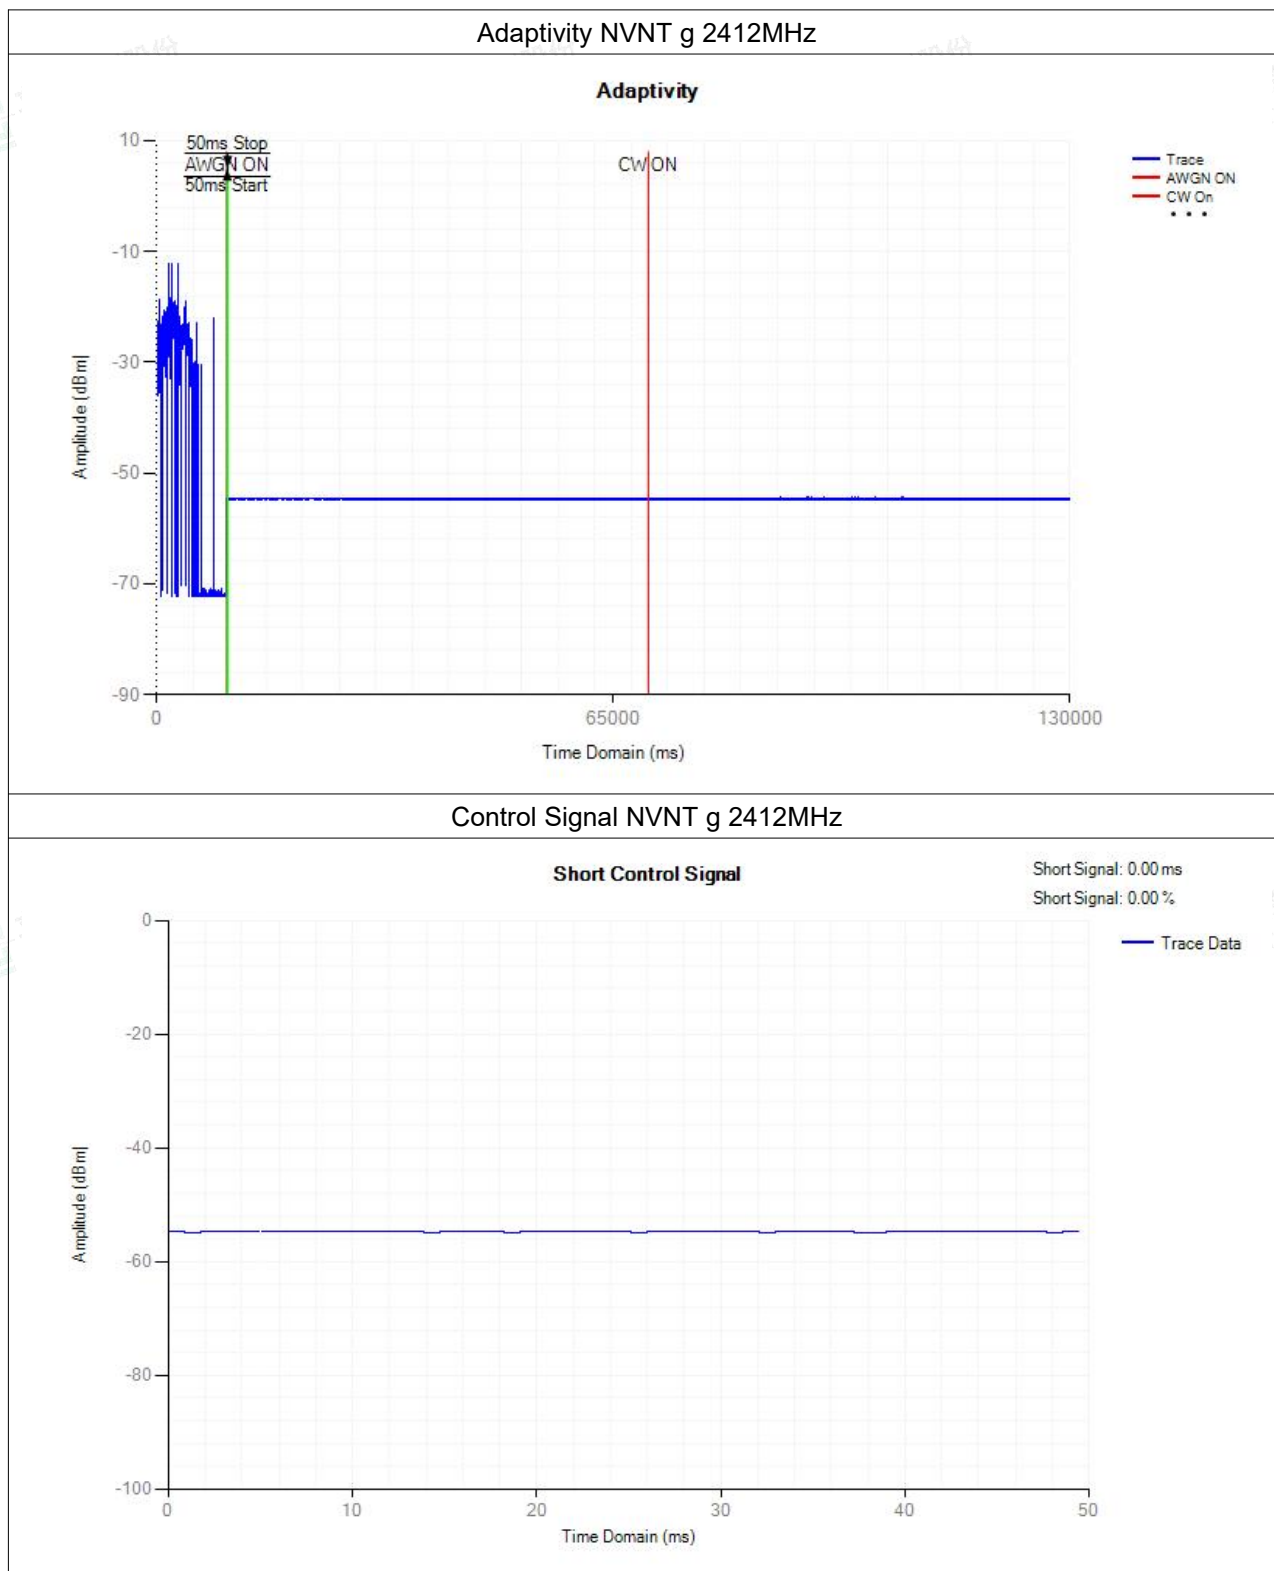 Adaptivity NVNT g 2412MHz
Adaptivity
10
-10
-30
-50
-70
-90
Amplitude [dBm]
50ms Stop
AWGN ON
50ms Start
CW ON
Trace
AWGN ON
CW On
0
65000
130000
Time Domain (ms)
Control Signal NVNT g 2412MHz
Short Control Signal
Short Signal: 0.00 ms
Short Signal: 0.00 %
Trace Data
0
-20
-40
-60
-80
-100
Amplitude [dBm]
0
10
20
30
40
50
Time Domain (ms)